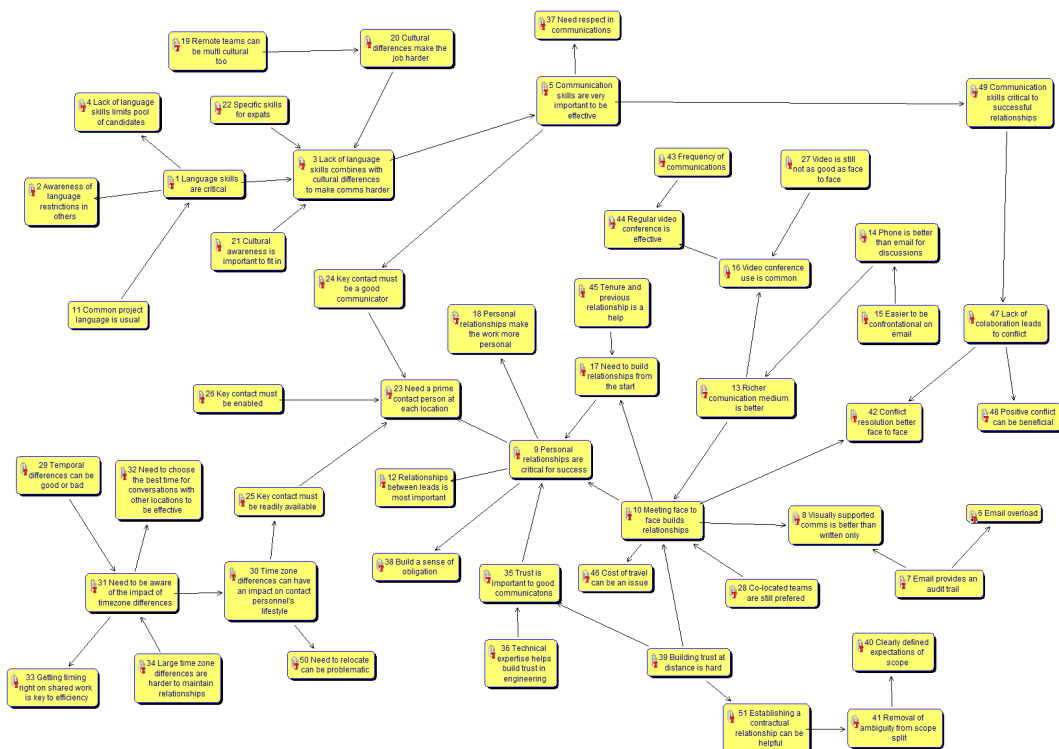 37 Need respect in
communications
19 Remote teams can
be multi cultural
too
20 Cultural
differences make the
job harder
5 Communication
skills are very
important to be
effective
49 Communication
skills critical to
successful
relationships
4 Lack of language
skills limits pool
of candidates
22 Specific skills
for expats
3 Lack of language
skills combines with
cultural differences
to make comms harder
43 Frequency of
communications
27 Video is still
not as good as face
to face
2 Awareness of
language
restrictions in
others
1 Language skills
are critical
44 Regular video
conference is
effective
14 Phone is better
than email for
discussions
21 Cultural
awareness is
important to fit in
24 Key contact must
be a good
communicator
16 Video conference
use is common
45 Tenure and
previous
relationship is a
help
11 Common project
language is usual
18 Personal
relationships make
the work more
personal
15 Easier to be
confrontational on
email
47 Lack of
colaboration leads
to conflict
17 Need to build
relationships from
the start
26 Key contact must
be enabled
23 Need a prime
contact person at
each location
13 Richer
comunication medium
is better
42 Conflict
resolution better
face to face
48 Positive conflict
can be beneficial
9 Personal
relationships are
critical for success
29 Temporal
differences can be
good or bad
32 Need to choose
the best time for
conversations with
other locations to
be effective
12 Relationships
between leads is
most important
25 Key contact must
be readily available
10 Meeting face to
face builds
relationships
8 Visually supported
comms is better than
written only
6 Email overload
38 Build a sense of
obligation
35 Trust is
important to good
communicatons
46 Cost of travel
can be an issue
28 Co-located teams
are still prefered
7 Email provides an
audit trail
31 Need to be aware
of the impact of
timezone differences
30 Time zone
differences can have
an impact on contact
personnel's
lifestyle
36 Technical
expertise helps
build trust in
engineering
39 Building trust at
distance is hard
40 Clearly defined
expectations of
scope
33 Getting timing
right on shared work
is key to efficiency
34 Large time zone
differences are
harder to maintain
relationships
50 Need to relocate
can be problematic
51 Establishing a
contractual
relationship can be
helpful
41 Removal of
ambiguity from scope
split